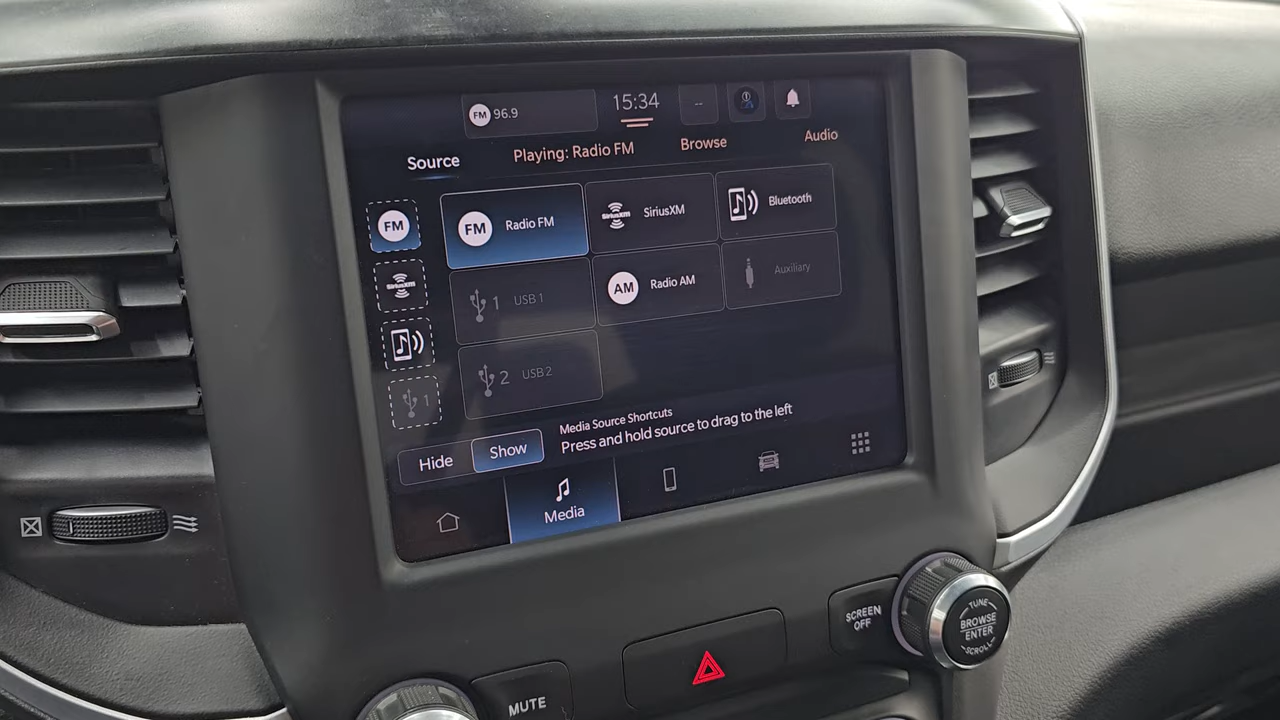 FM 96.9
15:34
--
Source
Playing: Radio FM
Browse
Audio
FM
FM Radio FM
SiriusXM SiriusXM
Bluetooth
SiriusXM
1 USB 1
AM Radio AM
Auxiliary
2 USB 2
1
Media Source Shortcuts
Hide
Show
Press and hold source to drag to the left
Media
SCREEN
OFF
TUNE
BROWSE
ENTER
SCROLL
MUTE